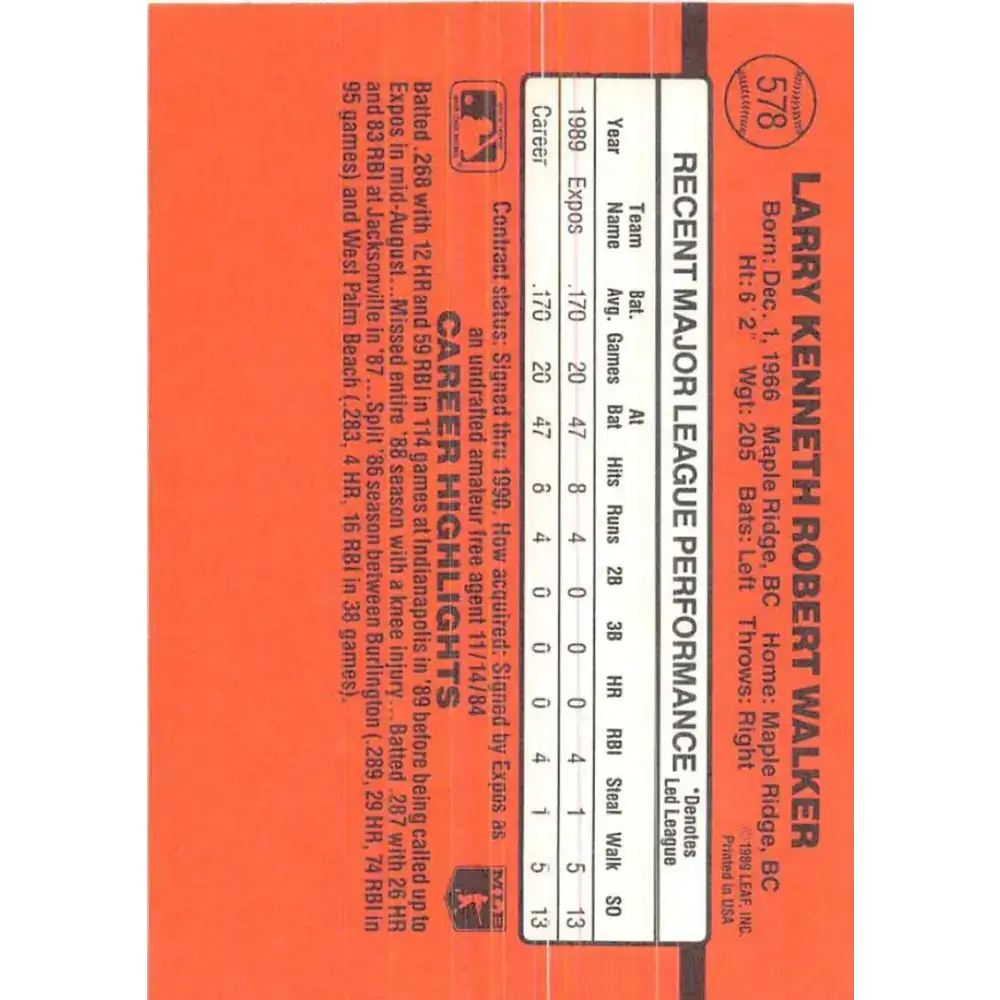 578
LARRY KENNETH ROBERT WALKER
Born: Dec. 1, 1966 Maple Ridge, BC Home: Maple Ridge, BC
Ht: 6'2" Wgt: 205 Bats: Left Throws: Right
©1989 LEAF, INC.
Printed in USA
RECENT MAJOR LEAGUE PERFORMANCE
*Denotes
Led League
Team Bat. At
Year Name Avg. Games Bat Hits Runs 2B 3B HR RBI Steal Walk SO
1989 Expos .170 20 47 8 4 0 0 0 4 1 5 13
Career .170 20 47 8 4 0 0 0 4 1 5 13
Contract status: Signed thru 1990. How acquired: Signed by Expos as
an undrafted amateur free agent 11/14/84
MLB
CAREER HIGHLIGHTS
Batted .268 with 12 HR and 59 RBI in 114 games at Indianapolis in '89 before being called up to
Expos in mid-August...Missed entire '88 season with a knee injury...Batted .287 with 26 HR
and 83 RBI at Jacksonville in '87...Split '86 season between Burlington (.289, 29 HR, 74 RBI in
95 games) and West Palm Beach (.283, 4 HR, 16 RBI in 38 games).